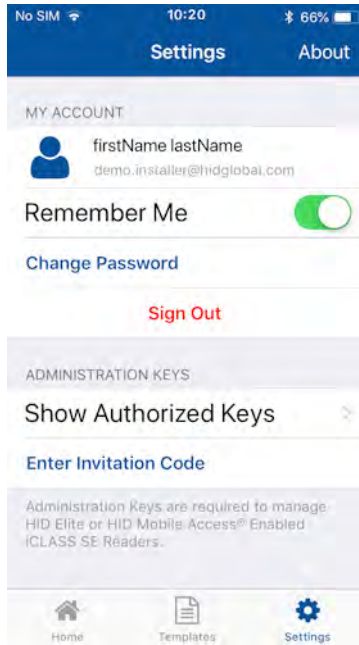 No SIM 10:20 66%
Settings About
MY ACCOUNT
firstName lastName
demo.installer@hidglobal.com
Remember Me
Change Password
Sign Out
ADMINISTRATION KEYS
Show Authorized Keys
Enter Invitation Code
Administration Keys are required to manage
HID Elite or HID Mobile Access® Enabled
iCLASS SE Readers.
Home Templates Settings